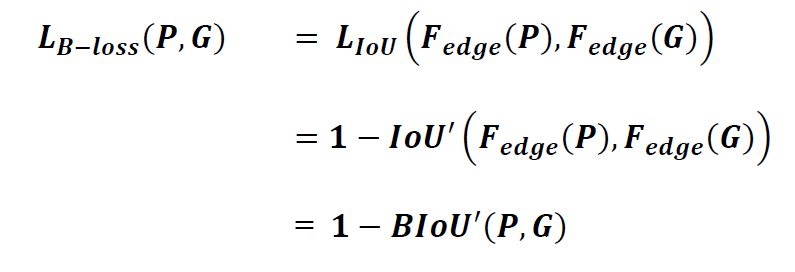 L_{B-loss}(P, G) = L_{IoU}(F_{edge}(P), F_{edge}(G))
= 1 − IoU′(F_{edge}(P), F_{edge}(G))
= 1 − BIoU′(P, G)